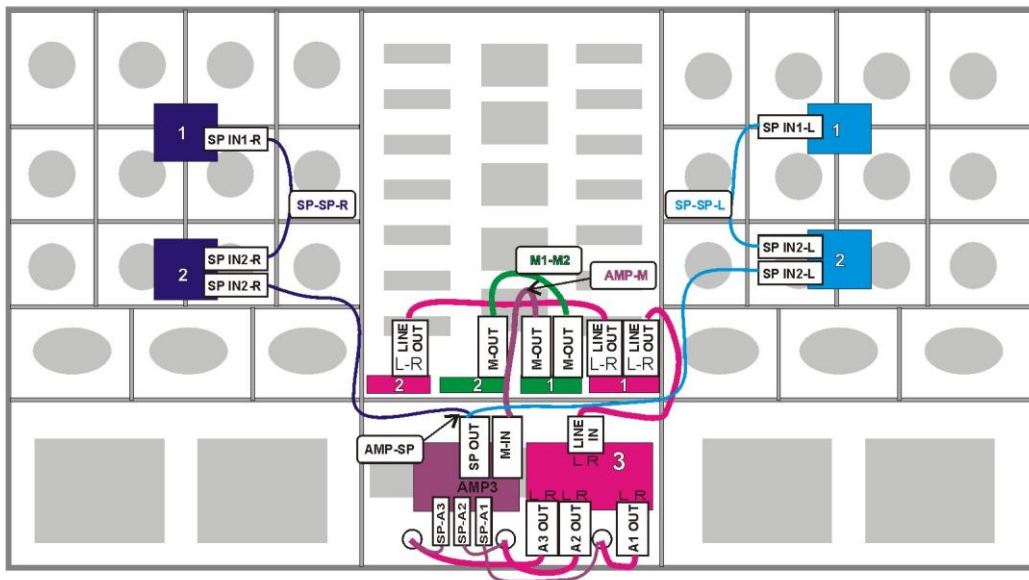 1
SP IN1-R
SP-SP-R
2
SP IN2-R
SP IN2-R
SP IN1-L
1
SP-SP-L
SP IN2-L
SP IN2-L
2
M1-M2
AMP-M
LINE OUT
L-R
2
M-OUT
2
M-OUT
M-OUT
1
LINE OUT
L-R
LINE OUT
L-R
1
AMP-SP
SP OUT
M-IN
AMP3
SP-A3
SP-A2
SP-A1
LINE IN
L R
3
L R
L R
L R
A3 OUT
A2 OUT
A1 OUT